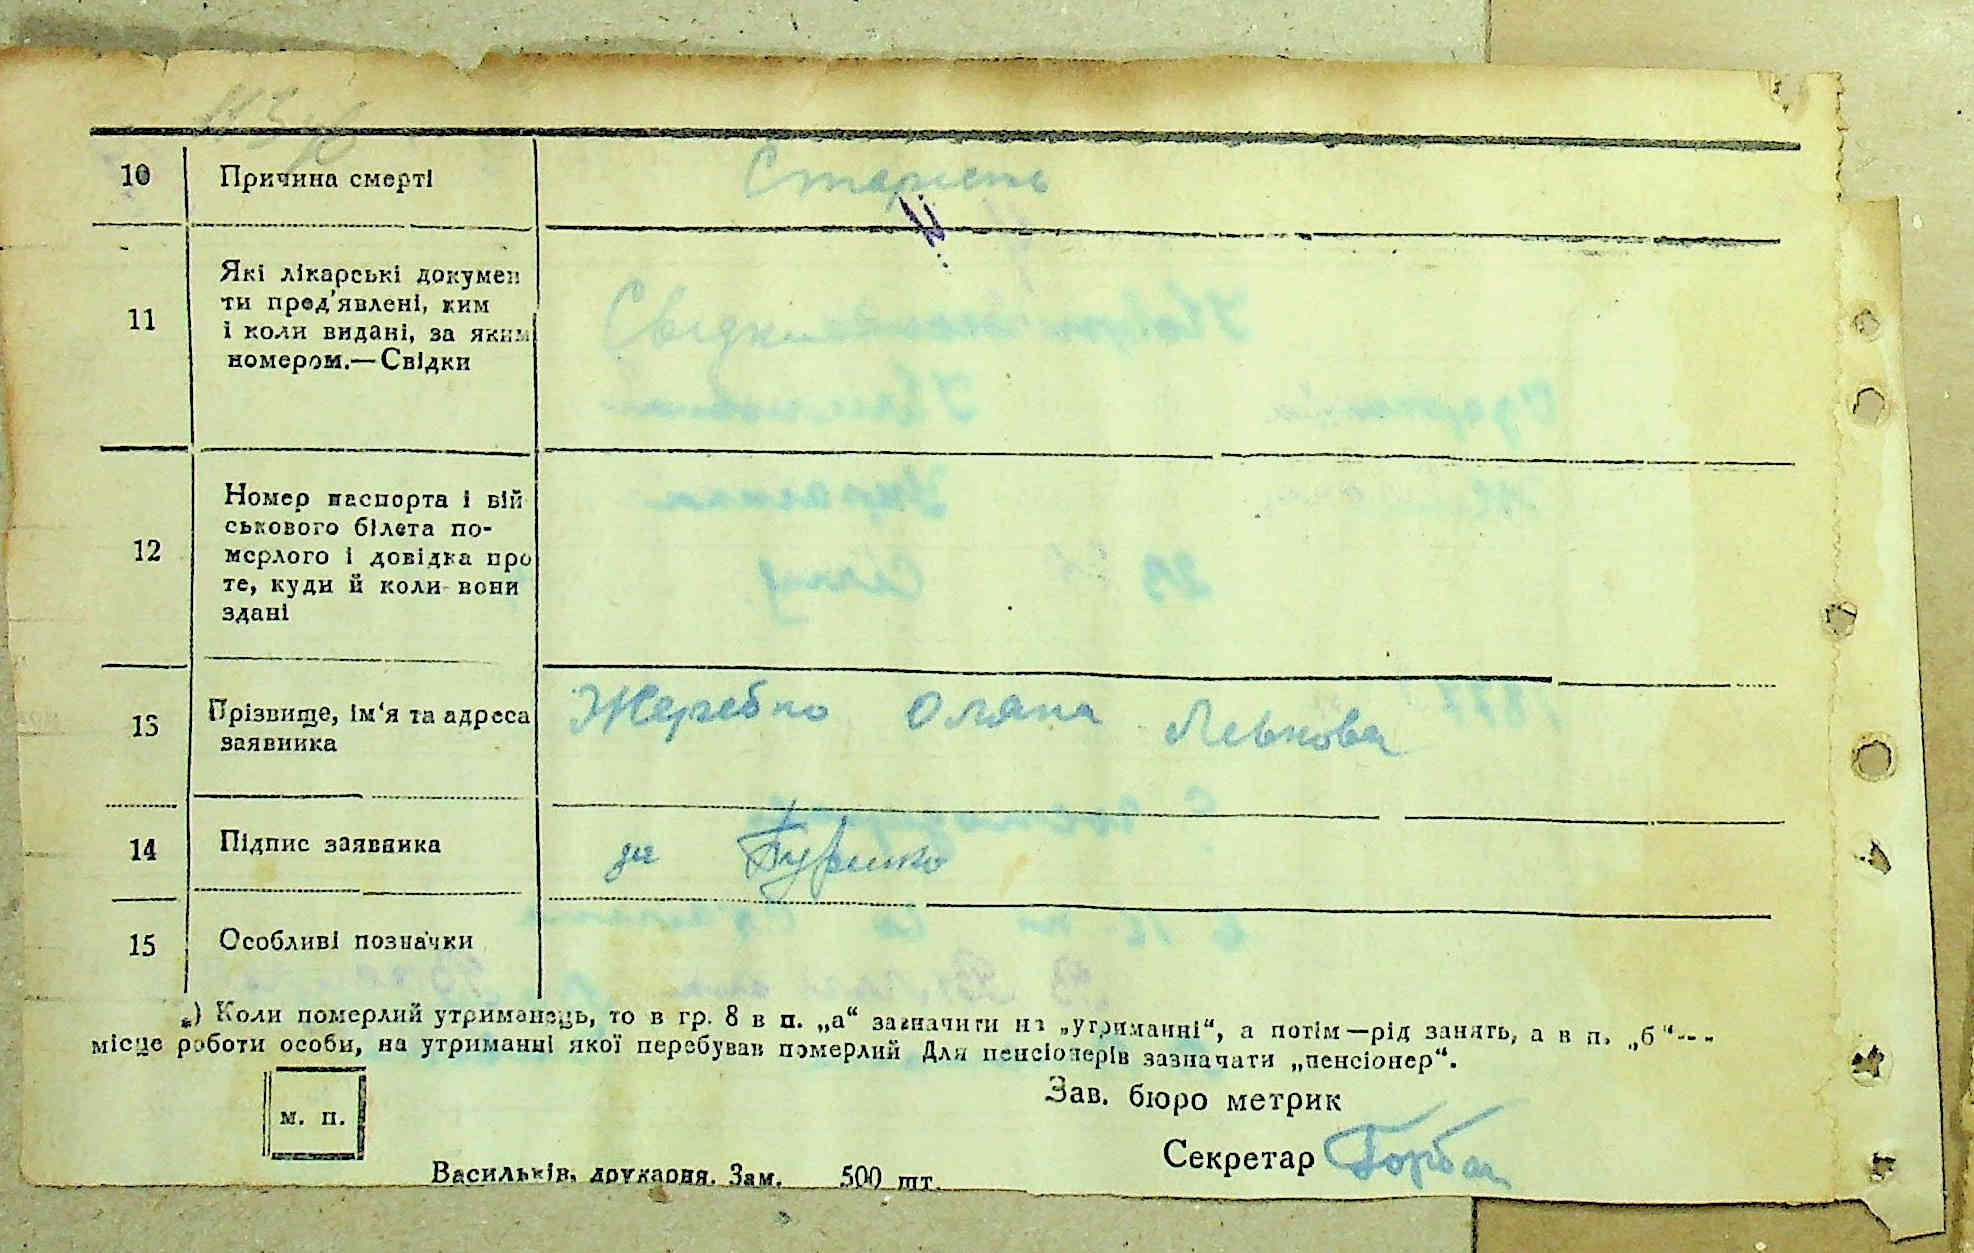 10 Причина смерті Старість
11 Які лікарські докумен
ти пред'явлені, ким
і коли видані, за яким
номером.—Свідки
Свідки
12 Номер паспорта і вій
ськового білета по-
мерлого і довідка про
те, куди й коли вони
здані
13 Прізвище, ім'я та адреса Жеребко Оляна Левкова
заявника
14 Підпис заявника за
15 Особливі позначки
*) Коли померлий утриманець, то в гр. 8 в п. „а“ зазначити на „утриманні“, а потім—рід занять, а в п. „б“---
місце роботи особи, на утриманні якої перебував померлий Для пенсіонерів зазначати „пенсіонер“.
Зав. бюро метрик
м. п.
Секретар Горбач
Васильків, друкарня. Зам. 500 шт.